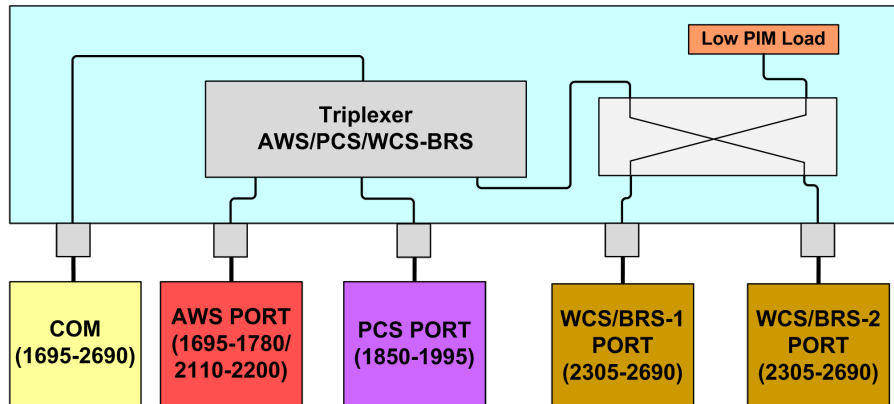 Low PIM Load
Triplexer
AWS/PCS/WCS-BRS
COM
(1695-2690)
AWS PORT
(1695-1780/
2110-2200)
PCS PORT
(1850-1995)
WCS/BRS-1
PORT
(2305-2690)
WCS/BRS-2
PORT
(2305-2690)